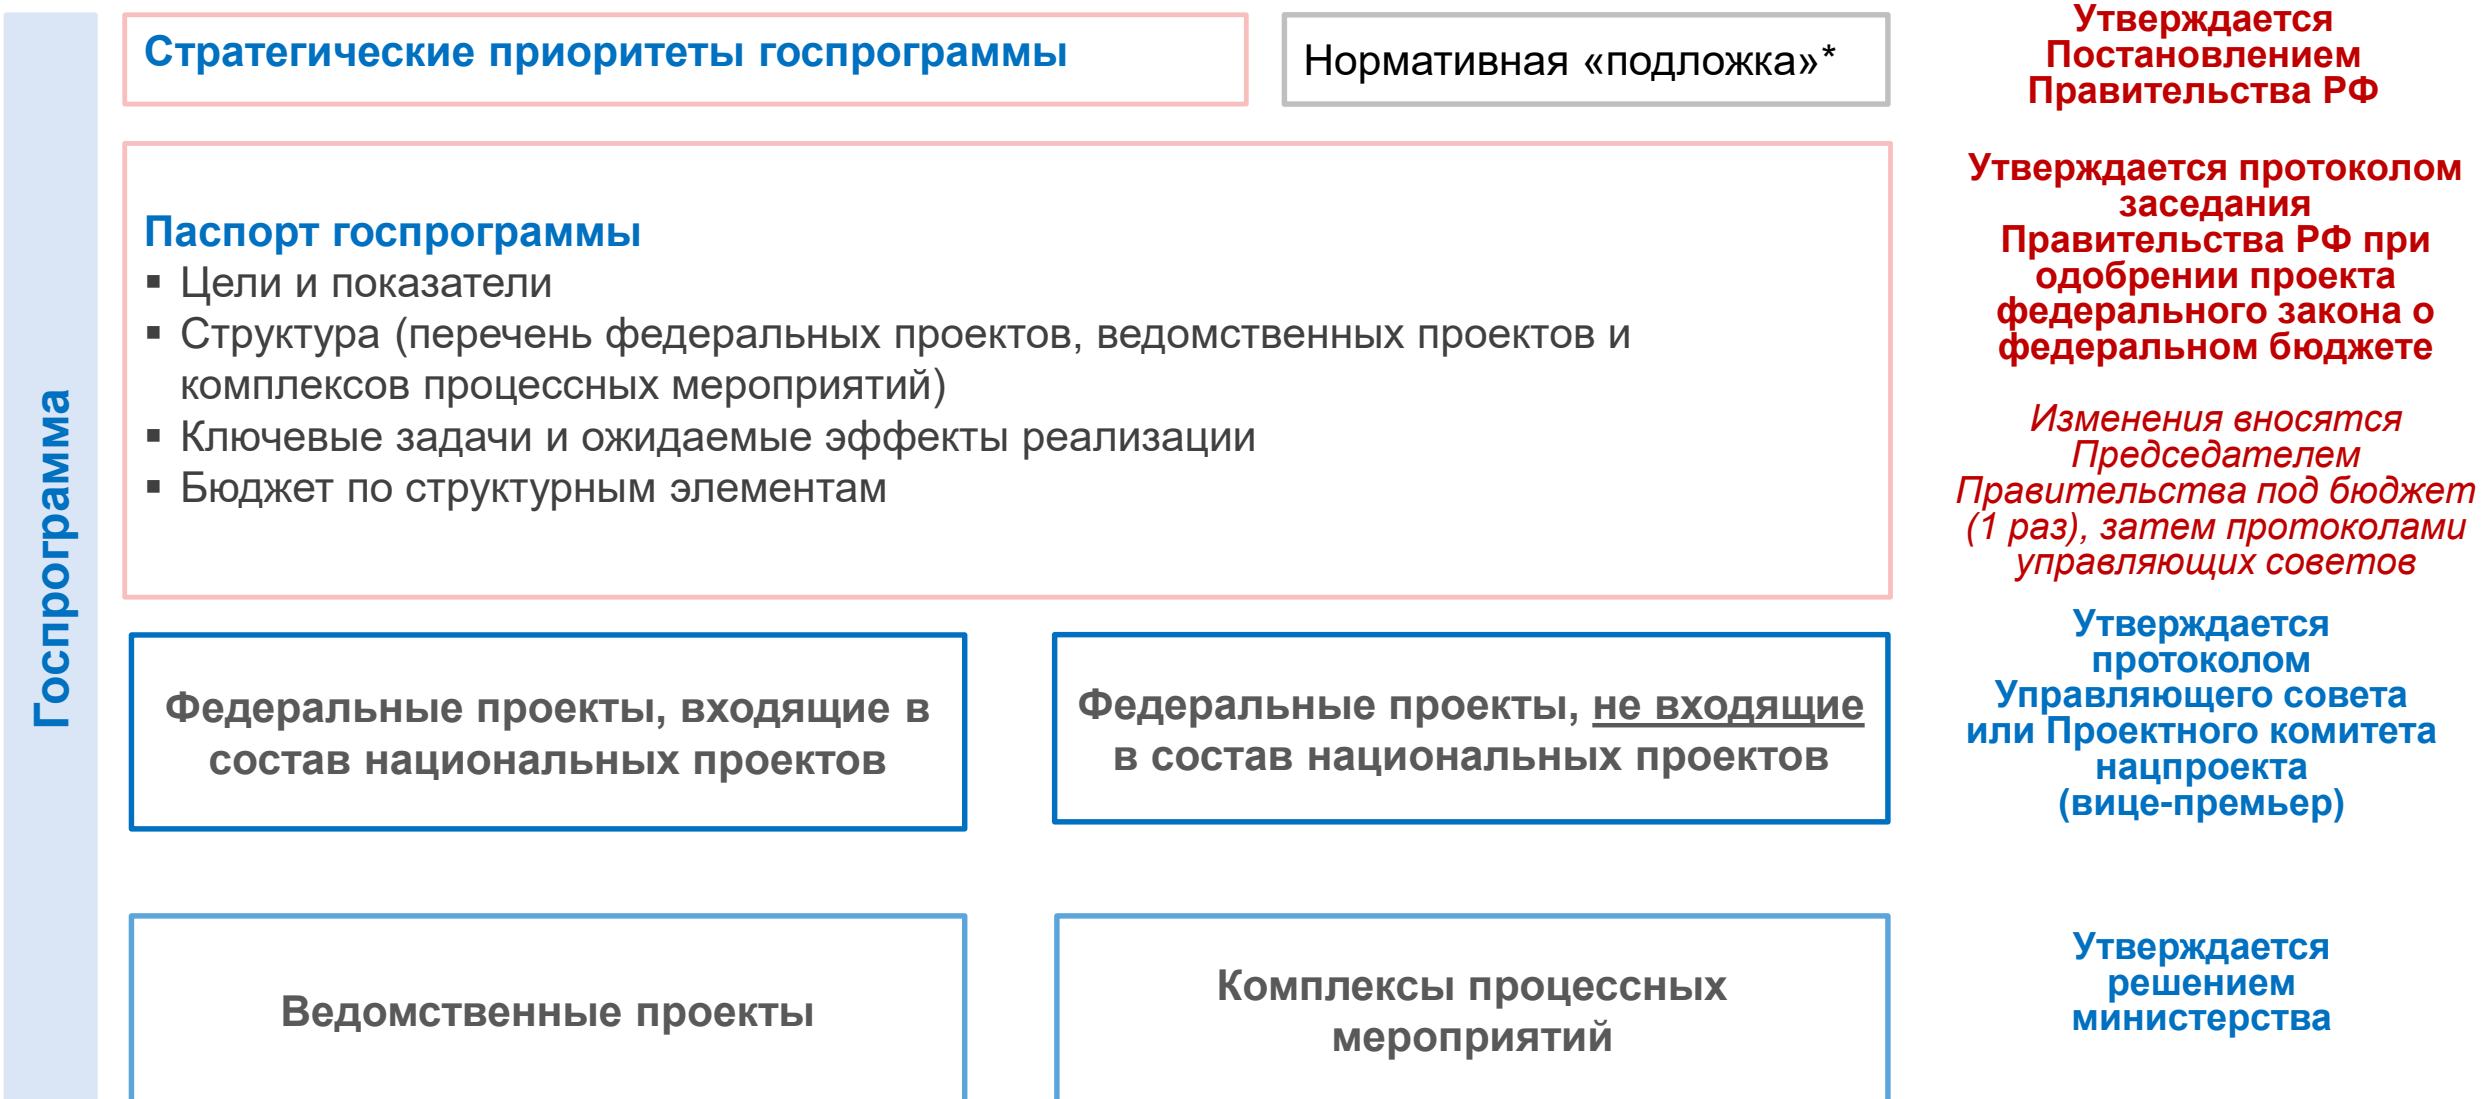 Госпрограмма
Стратегические приоритеты госпрограммы
Нормативная «подложка»*
Утверждается
Постановлением
Правительства РФ
Паспорт госпрограммы
▪ Цели и показатели
▪ Структура (перечень федеральных проектов, ведомственных проектов и
комплексов процессных мероприятий)
▪ Ключевые задачи и ожидаемые эффекты реализации
▪ Бюджет по структурным элементам
Утверждается протоколом
заседания
Правительства РФ при
одобрении проекта
федерального закона о
федеральном бюджете
Изменения вносятся
Председателем
Правительства под бюджет
(1 раз), затем протоколами
управляющих советов
Федеральные проекты, входящие в
состав национальных проектов
Федеральные проекты, не входящие
в состав национальных проектов
Утверждается
протоколом
Управляющего совета
или Проектного комитета
нацпроекта
(вице-премьер)
Ведомственные проекты
Комплексы процессных
мероприятий
Утверждается
решением
министерства